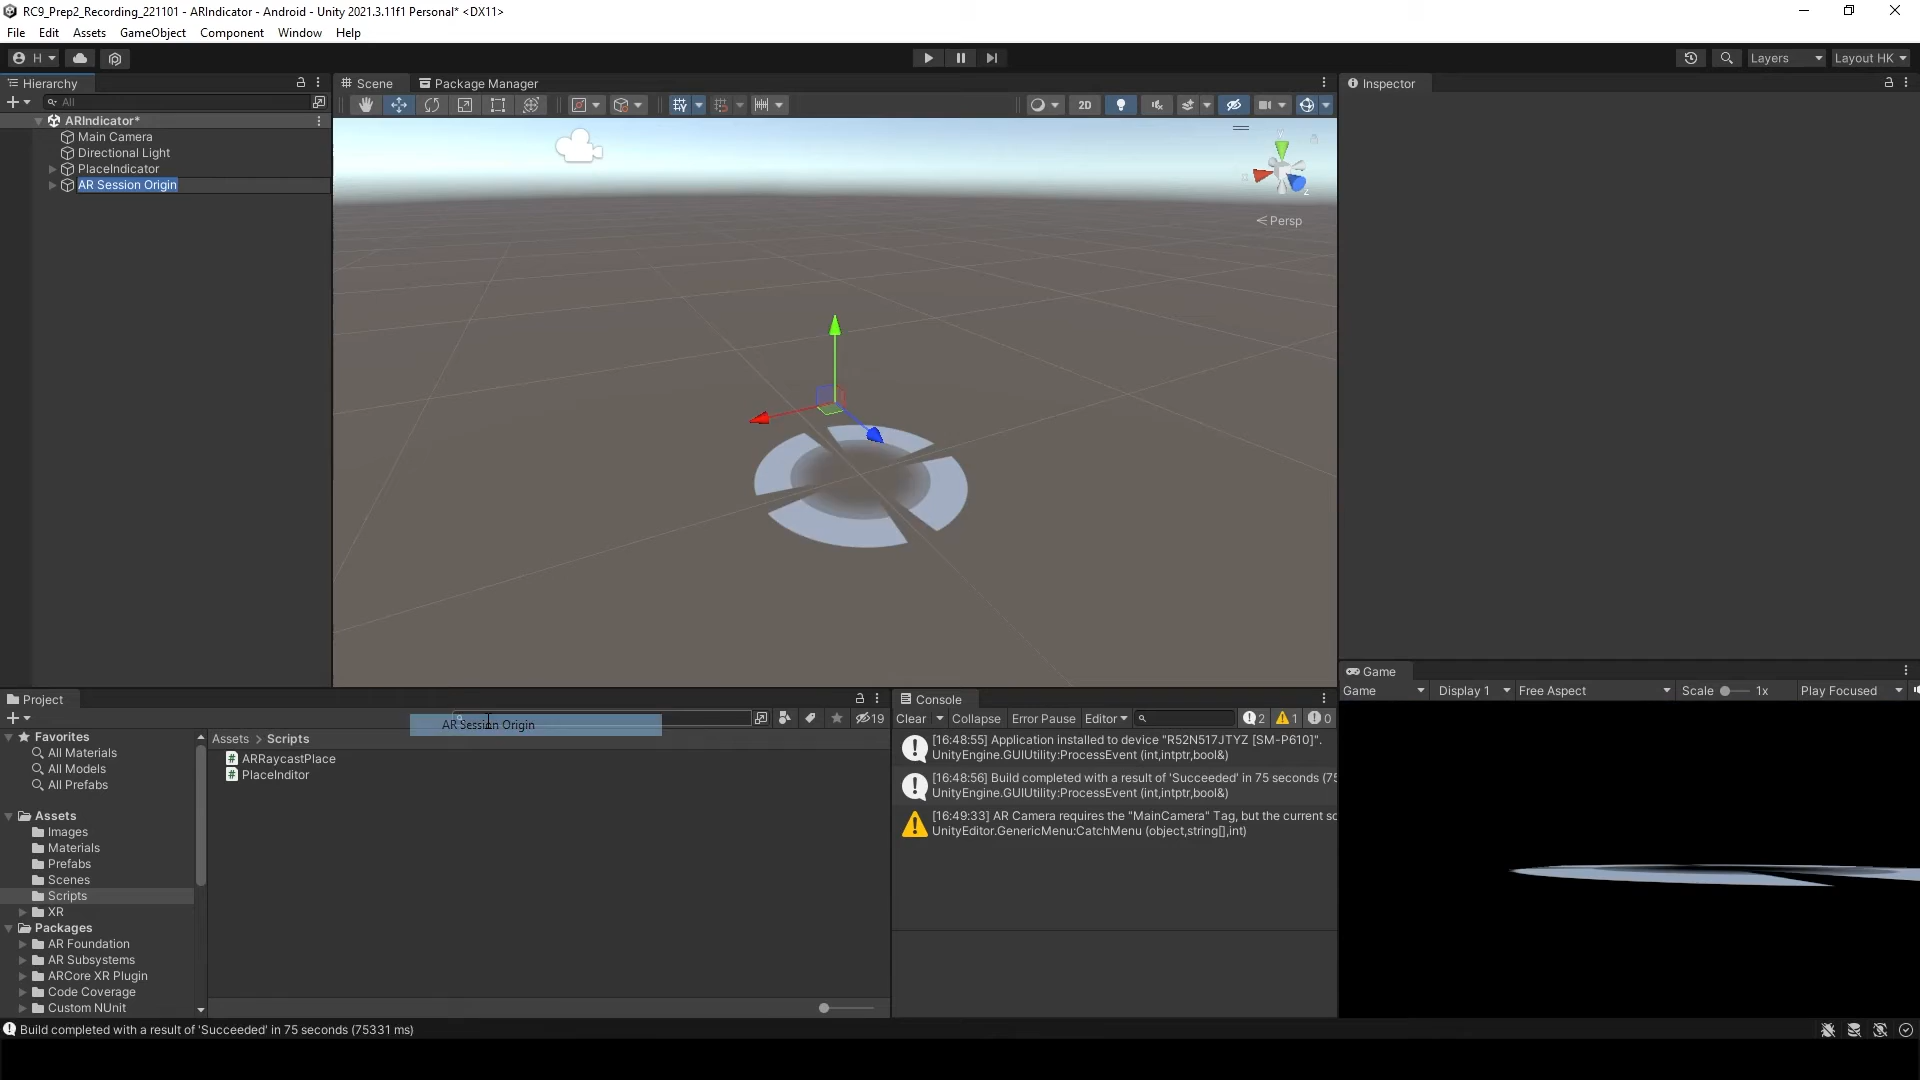 RC9_Prep2_Recording_221101 - ARIndicator - Android - Unity 2021.3.11f1 Personal* <DX11>
File Edit Assets GameObject Component Window Help
H
Layers
Layout HK
Hierarchy
Scene
Package Manager
Inspector
All
2D
ARIndicator*
Main Camera
Directional Light
PlaceIndicator
AR Session Origin
y
x
z
Persp
Game
Game Display 1 Free Aspect Scale 1x Play Focused
Project
Console
19
Clear Collapse Error Pause Editor 2 1 0
AR Session Origin
Favorites
All Materials
All Models
All Prefabs
Assets
Images
Materials
Prefabs
Scenes
Scripts
XR
Packages
AR Foundation
AR Subsystems
ARCore XR Plugin
Code Coverage
Custom NUnit
Assets > Scripts
ARRaycastPlace
PlaceInditor
[16:48:55] Application installed to device "R52N517JTYZ [SM-P610]".
UnityEngine.GUIUtility:ProcessEvent (int,intptr,bool&)
[16:48:56] Build completed with a result of 'Succeeded' in 75 seconds (75
UnityEngine.GUIUtility:ProcessEvent (int,intptr,bool&)
[16:49:33] AR Camera requires the "MainCamera" Tag, but the current sc
UnityEditor.GenericMenu:CatchMenu (object,string[],int)
Build completed with a result of 'Succeeded' in 75 seconds (75331 ms)